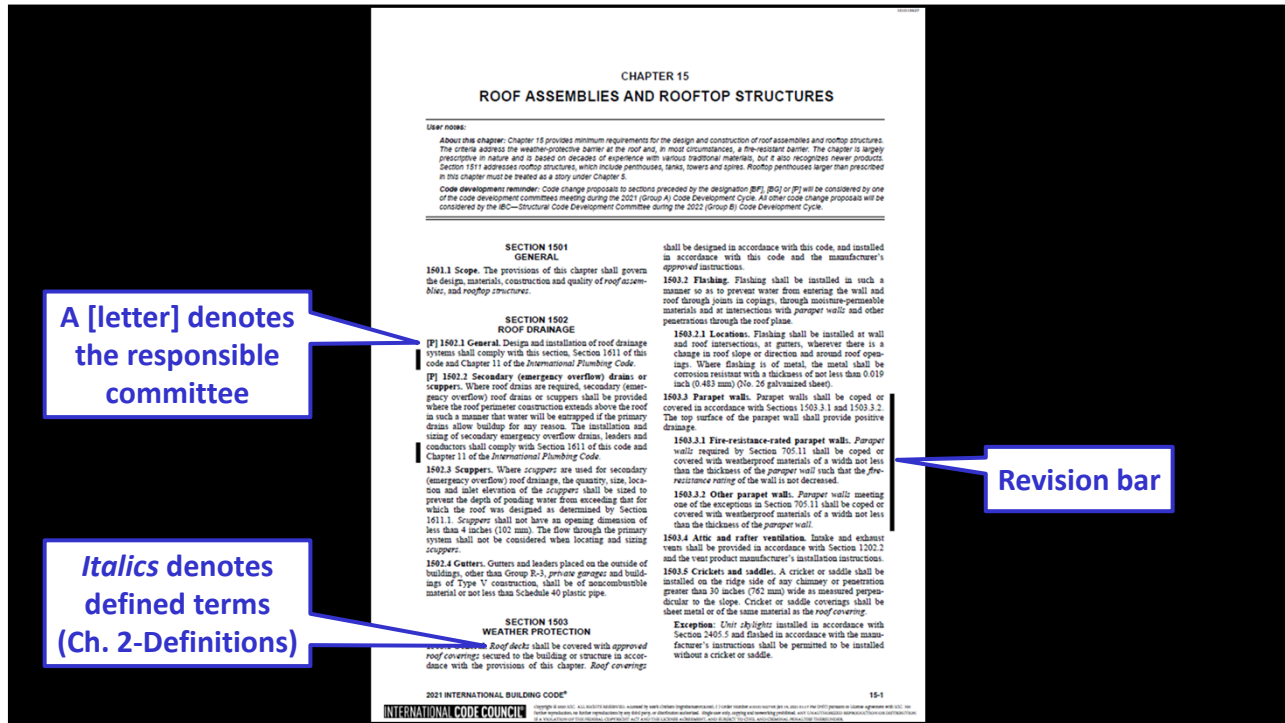 CHAPTER 15
ROOF ASSEMBLIES AND ROOFTOP STRUCTURES
User notes:
About this chapter: Chapter 15 provides minimum requirements for the design and construction of roof assemblies and rooftop structures.
The criteria address the weather-protective barrier at the roof and, in most circumstances, a fire-resistant barrier. The chapter is largely
prescriptive in nature and is based on decades of experience with various traditional materials, but it also recognizes newer products.
Section 1511 addresses rooftop structures, which include penthouses, tanks, towers and spires. Rooftop penthouses larger than prescribed
in this chapter must be treated as a story under Chapter 5.
Code development reminder: Code change proposals to sections preceded by the designation [BF], [BG] or [P] will be considered by one
of the code development committees meeting during the 2021 (Group A) Code Development Cycle. All other code change proposals will be
considered by the IBC—Structural Code Development Committee during the 2022 (Group B) Code Development Cycle.
SECTION 1501
GENERAL
1501.1 Scope. The provisions of this chapter shall govern
the design, materials, construction and quality of roof assem-
blies, and rooftop structures.
SECTION 1502
ROOF DRAINAGE
[P] 1502.1 General. Design and installation of roof drainage
systems shall comply with this section, Section 1611 of this
code and Chapter 11 of the International Plumbing Code.
[P] 1502.2 Secondary (emergency overflow) drains or
scuppers. Where roof drains are required, secondary (emer-
gency overflow) roof drains or scuppers shall be provided
where the roof perimeter construction extends above the roof
in such a manner that water will be entrapped if the primary
drains allow buildup for any reason. The installation and
sizing of secondary emergency overflow drains, leaders and
conductors shall comply with Section 1611 of this code and
Chapter 11 of the International Plumbing Code.
1502.3 Scuppers. Where scuppers are used for secondary
(emergency overflow) roof drainage, the quantity, size, loca-
tion and inlet elevation of the scuppers shall be sized to
prevent the depth of ponding water from exceeding that for
which the roof was designed as determined by Section
1611.1. Scuppers shall not have an opening dimension of
less than 4 inches (102 mm). The flow through the primary
system shall not be considered when locating and sizing
scuppers.
1502.4 Gutters. Gutters and leaders placed on the outside of
buildings, other than Group R-3, private garages and build-
ings of Type V construction, shall be of noncombustible
material or not less than Schedule 40 plastic pipe.
SECTION 1503
WEATHER PROTECTION
Roof decks shall be covered with approved
roof coverings secured to the building or structure in accor-
dance with the provisions of this chapter. Roof coverings
shall be designed in accordance with this code, and installed
in accordance with this code and the manufacturer's
approved instructions.
1503.2 Flashing. Flashing shall be installed in such a
manner so as to prevent water from entering the wall and
roof through joints in copings, through moisture-permeable
materials and at intersections with parapet walls and other
penetrations through the roof plane.
1503.2.1 Locations. Flashing shall be installed at wall
and roof intersections, at gutters, wherever there is a
change in roof slope or direction and around roof open-
ings. Where flashing is of metal, the metal shall be
corrosion resistant with a thickness of not less than 0.019
inch (0.483 mm) (No. 26 galvanized sheet).
1503.3 Parapet walls. Parapet walls shall be coped or
covered in accordance with Sections 1503.3.1 and 1503.3.2.
The top surface of the parapet wall shall provide positive
drainage.
1503.3.1 Fire-resistance-rated parapet walls. Parapet
walls required by Section 705.11 shall be coped or
covered with weatherproof materials of a width not less
than the thickness of the parapet wall such that the fire-
resistance rating of the wall is not decreased.
1503.3.2 Other parapet walls. Parapet walls meeting
one of the exceptions in Section 705.11 shall be coped or
covered with weatherproof materials of a width not less
than the thickness of the parapet wall.
1503.4 Attic and rafter ventilation. Intake and exhaust
vents shall be provided in accordance with Section 1202.2
and the vent product manufacturer's installation instructions.
1503.5 Crickets and saddles. A cricket or saddle shall be
installed on the ridge side of any chimney or penetration
greater than 30 inches (762 mm) wide as measured perpen-
dicular to the slope. Cricket or saddle coverings shall be
sheet metal or of the same material as the roof covering.
Exception: Unit skylights installed in accordance with
Section 2405.5 and flashed in accordance with the manu-
facturer's instructions shall be permitted to be installed
without a cricket or saddle.
2021 INTERNATIONAL BUILDING CODE®
15-1
INTERNATIONAL CODE COUNCIL®
A [letter] denotes
the responsible
committee
Italics denotes
defined terms
(Ch. 2-Definitions)
Revision bar